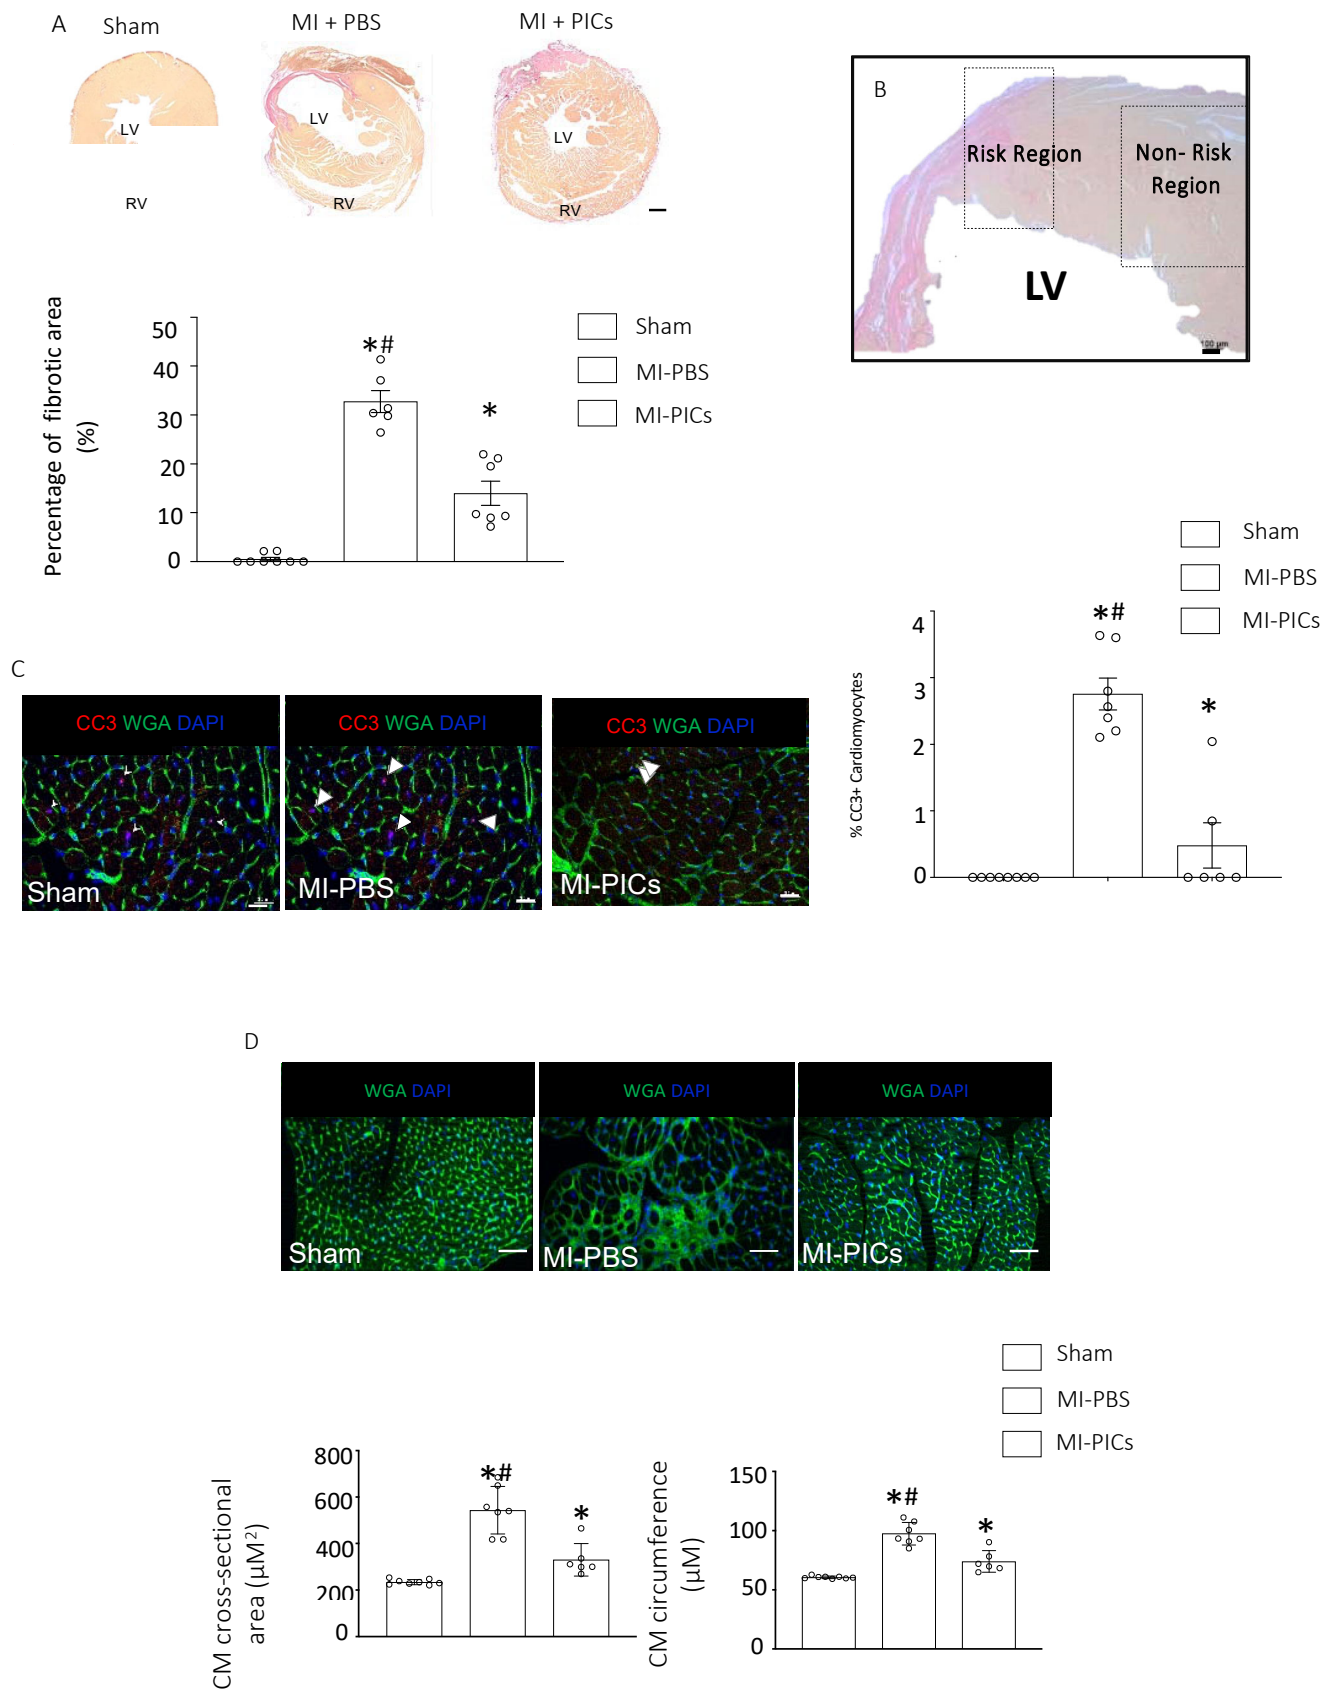 A
Sham
MI + PBS
MI + PICs
LV
RV
LV
RV
LV
RV
B
Risk Region
Non- Risk
Region
LV
100 µm
Percentage of fibrotic area
(%)
50
40
30
20
10
0
*#
*
Sham
MI-PBS
MI-PICs
C
CC3 WGA DAPI
Sham
CC3 WGA DAPI
MI-PBS
CC3 WGA DAPI
MI-PICs
Sham
MI-PBS
MI-PICs
% CC3+ Cardiomyocytes
4
3
2
1
0
*#
*
D
WGA DAPI
Sham
WGA DAPI
MI-PBS
WGA DAPI
MI-PICs
Sham
MI-PBS
MI-PICs
CM cross-sectional
area (µM²)
800
600
400
200
0
*#
*
CM circumference
(µM)
150
100
50
0
*#
*